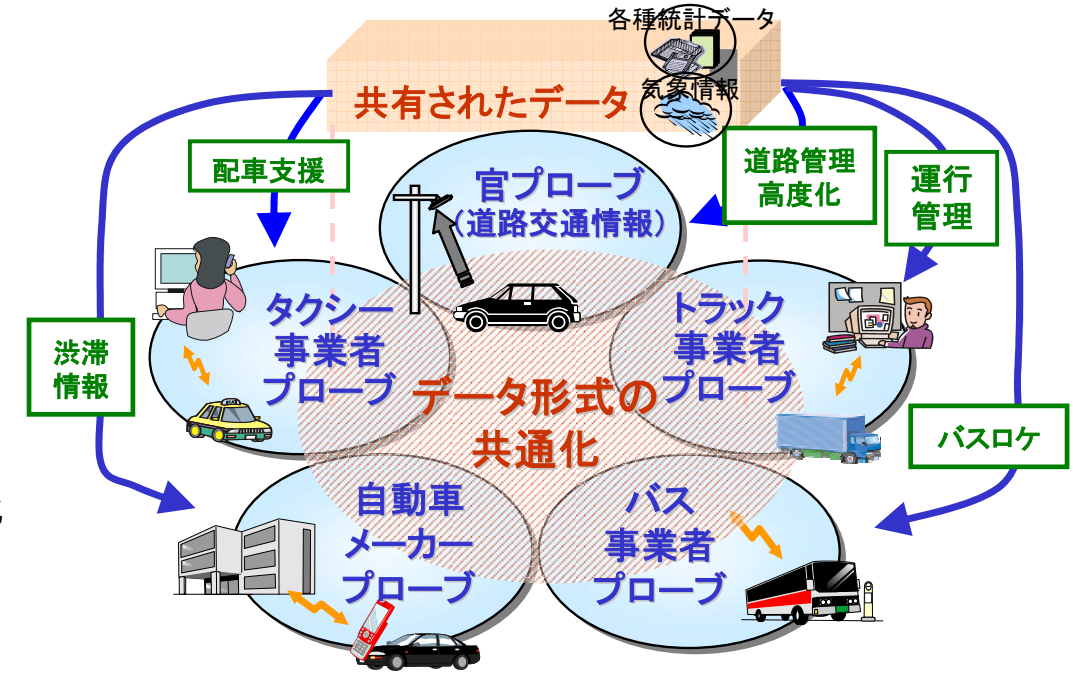 各種統計データ
共有されたデータ
気象情報
配車支援
官プローブ
(道路交通情報)
道路管理
高度化
運行
管理
タクシー
事業者
プローブ
トラック
事業者
プローブ
渋滞
情報
データ形式の
共通化
バスロケ
自動車
メーカー
プローブ
バス
事業者
プローブ